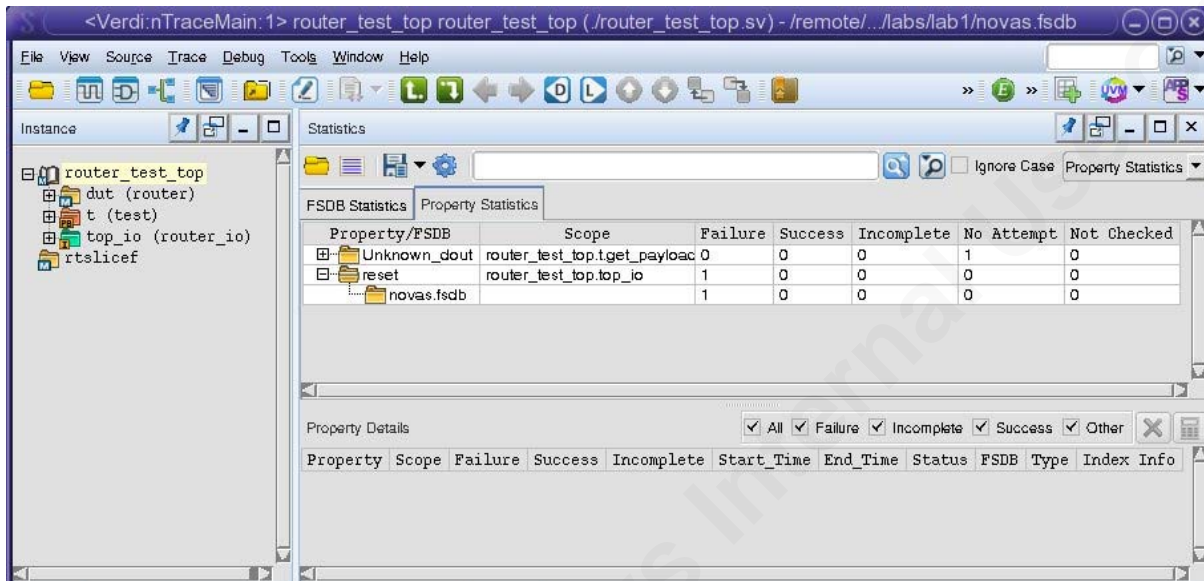 <Verdi:nTraceMain:1> router_test_top router_test_top (./router_test_top.sv) - /remote/.../labs/lab1/novas.fsdb
File View Source Trace Debug Tools Window Help
» E » UVM APPS
Instance
Statistics
router_test_top
dut (router)
t (test)
top_io (router_io)
rtslicef
Ignore Case Property Statistics
FSDB Statistics Property Statistics
Property/FSDB Scope Failure Success Incomplete No Attempt Not Checked
Unknown_dout router_test_top.t.get_payload 0 0 0 1 0
reset router_test_top.top_io 1 0 0 0 0
novas.fsdb 1 0 0 0 0
Property Details All Failure Incomplete Success Other
Property Scope Failure Success Incomplete Start_Time End_Time Status FSDB Type Index Info
Internal